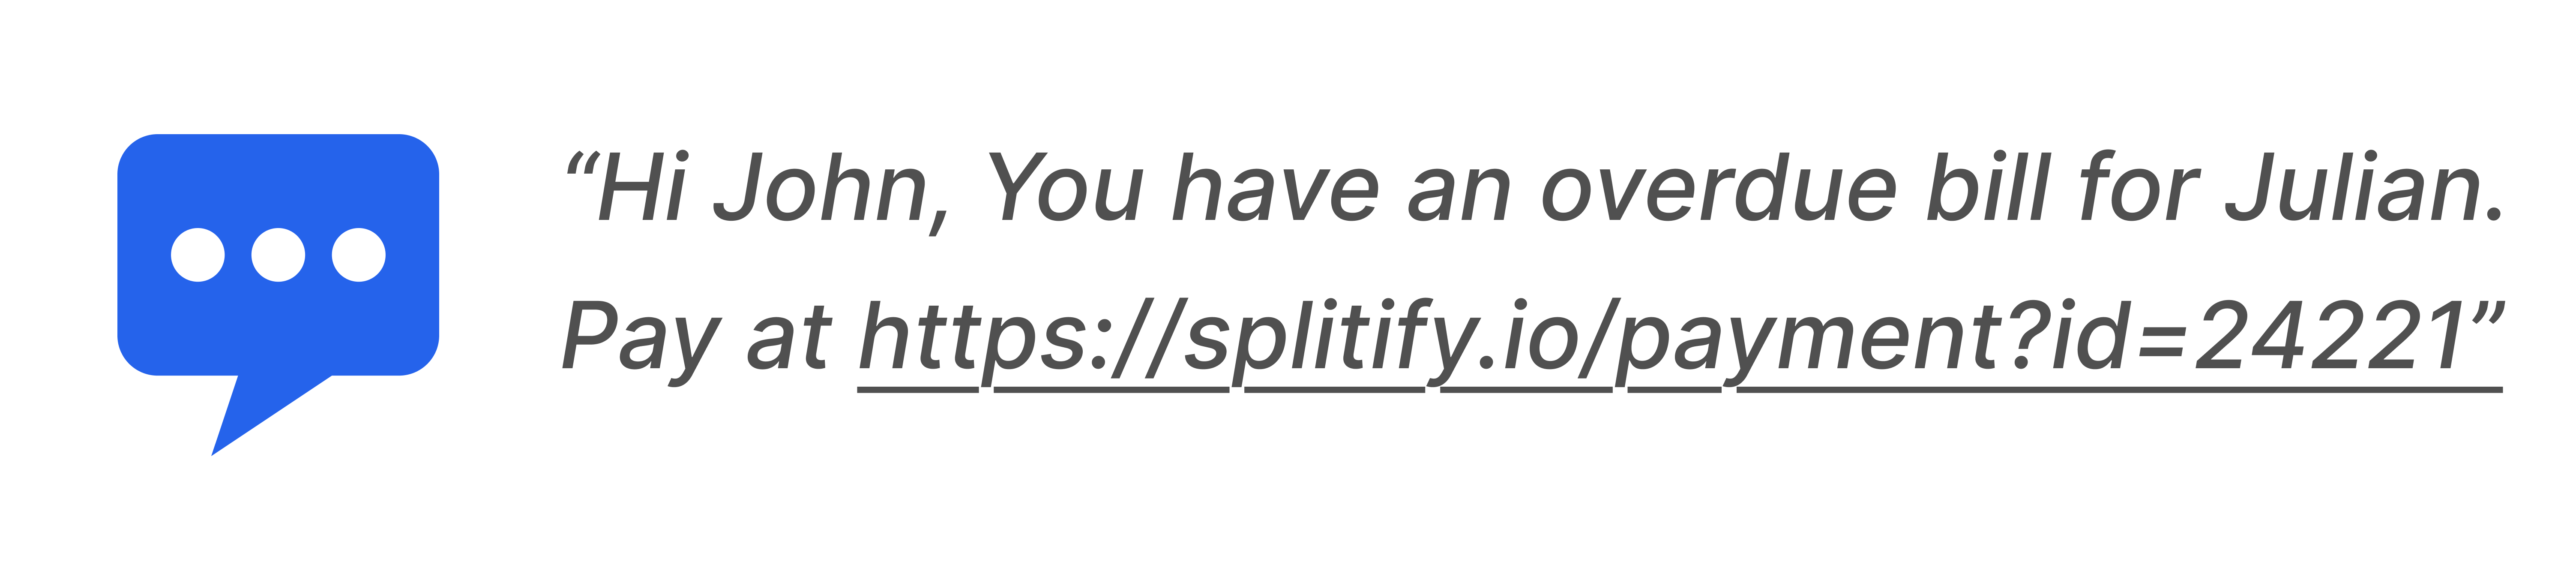 “Hi John, You have an overdue bill for Julian.
Pay at https://splitify.io/payment?id=24221”